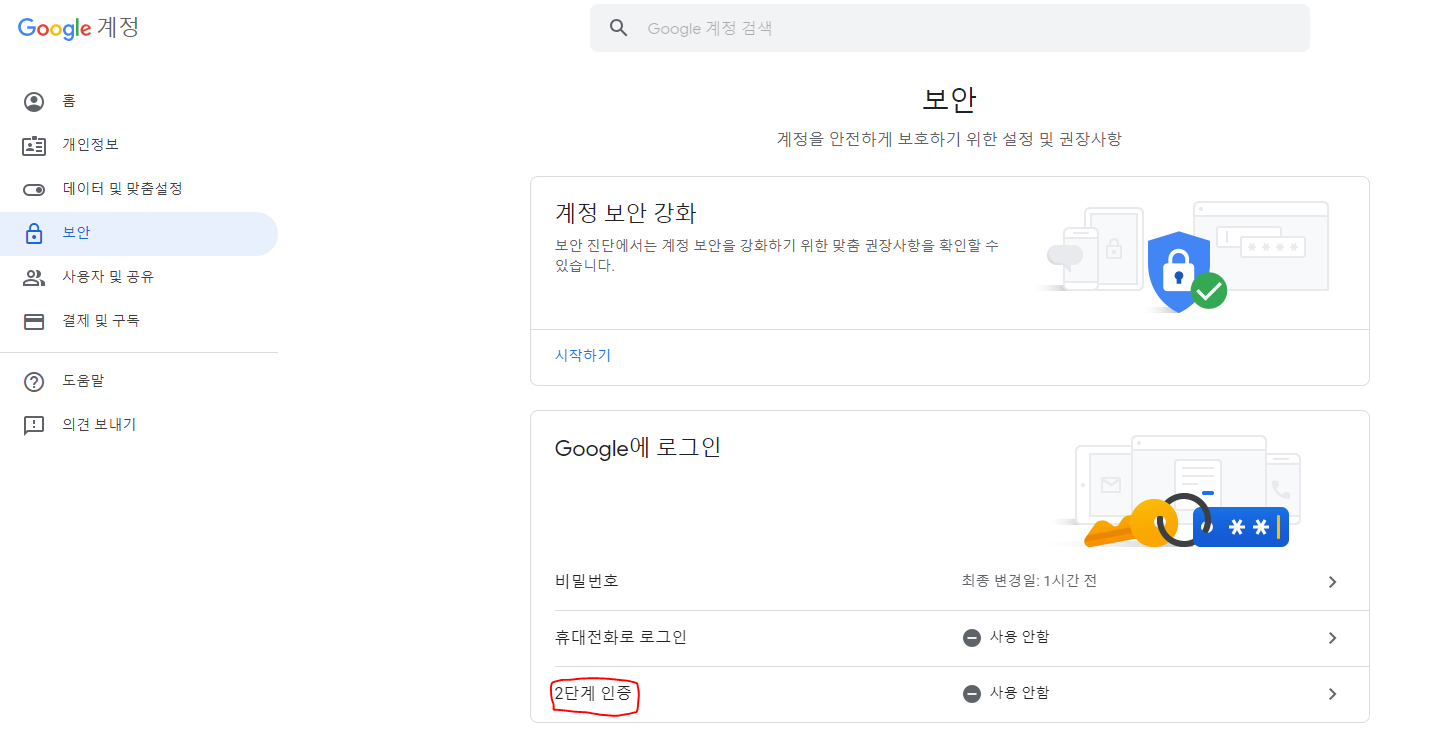 Google 계정
Google 계정 검색
홈
개인정보
데이터 및 맞춤설정
보안
사용자 및 공유
결제 및 구독
도움말
의견 보내기
보안
계정을 안전하게 보호하기 위한 설정 및 권장사항
계정 보안 강화
보안 진단에서는 계정 보안을 강화하기 위한 맞춤 권장사항을 확인할 수
있습니다.
시작하기
Google에 로그인
비밀번호 최종 변경일: 1시간 전
휴대전화로 로그인 사용 안함
2단계 인증 사용 안함